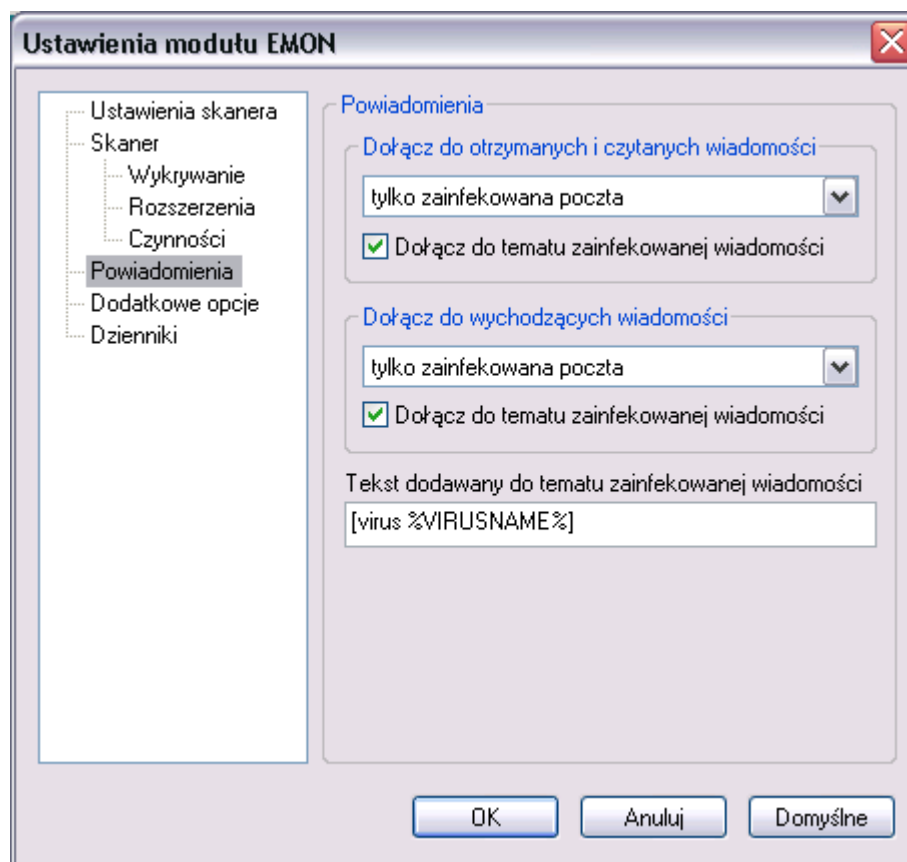 Ustawienia modułu EMON
Ustawienia skanera
Skaner
Wykrywanie
Rozszerzenia
Czynności
Powiadomienia
Dodatkowe opcje
Dzienniki
Powiadomienia
Dołącz do otrzymanych i czytanych wiadomości
tylko zainfekowana poczta
Dołącz do tematu zainfekowanej wiadomości
Dołącz do wychodzących wiadomości
tylko zainfekowana poczta
Dołącz do tematu zainfekowanej wiadomości
Tekst dodawany do tematu zainfekowanej wiadomości
[virus %VIRUSNAME%]
OK
Anuluj
Domyślne